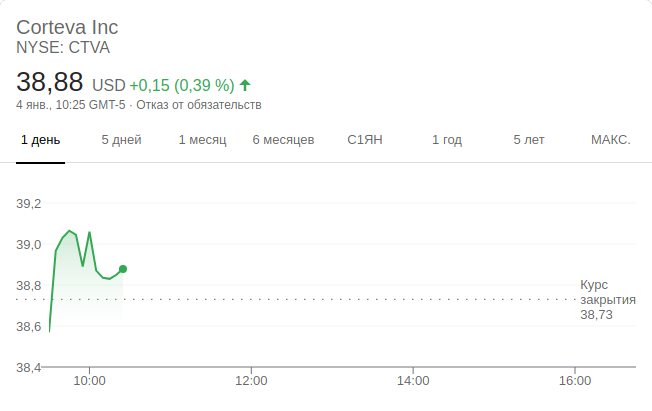 Corteva Inc
NYSE: CTVA
38,88 USD +0,15 (0,39 %)
4 янв., 10:25 GMT-5 · Отказ от обязательств
1 день 5 дней 1 месяц 6 месяцев С1ЯН 1 год 5 лет МАКС.
39,2
39,0
38,8
38,6
38,4
Курс
закрытия
38,73
10:00 12:00 14:00 16:00